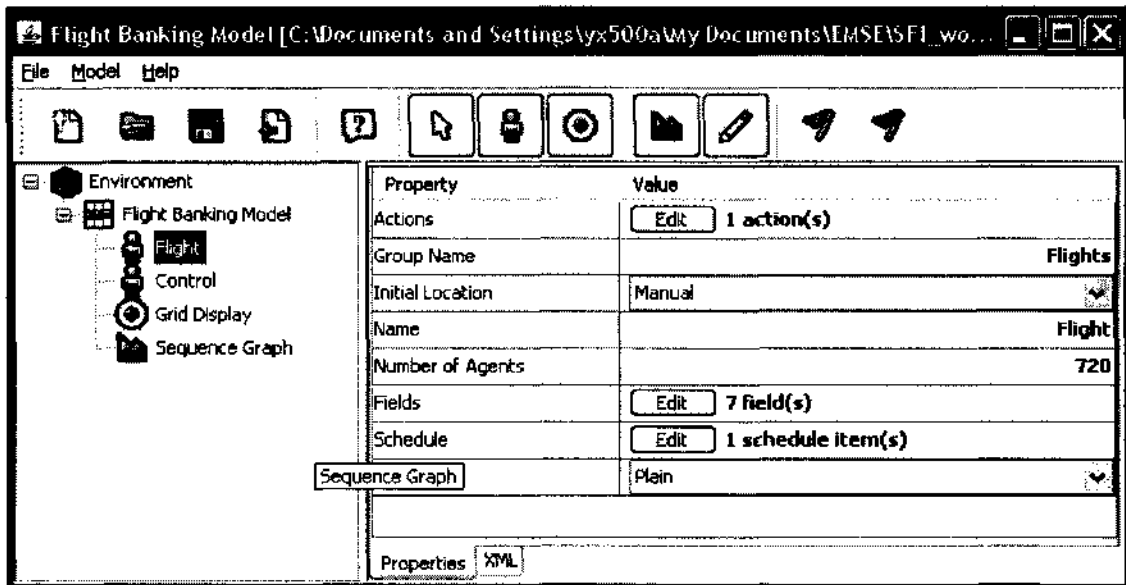 Flight Banking Model [C:\Documents and Settings\yx500a\My Documents\EMSE\SF1_wo...
File Model Help
Environment
Flight Banking Model
Flight
Control
Grid Display
Sequence Graph
Property Value
Actions Edit 1 action(s)
Group Name Flights
Initial Location Manual
Name Flight
Number of Agents 720
Fields Edit 7 field(s)
Schedule Edit 1 schedule item(s)
Sequence Graph Plain
Properties XML